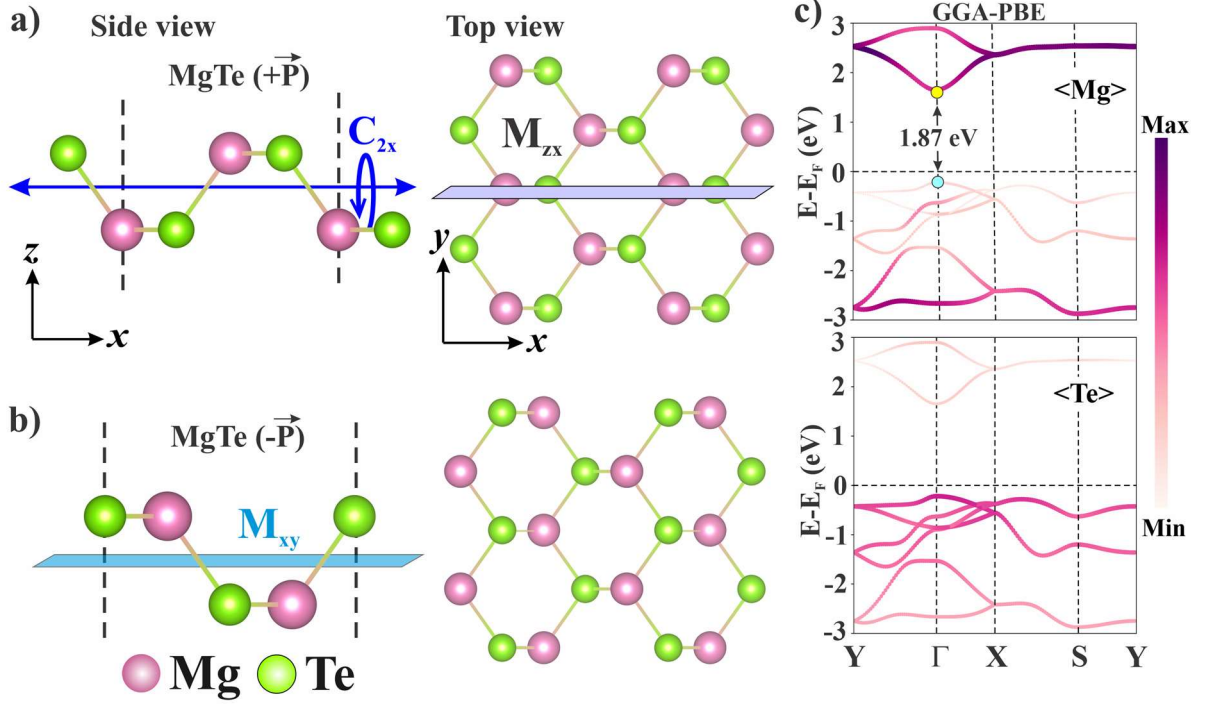 a)
Side view
Top view
MgTe (+P)
C2x
Mzx
z
x
y
x
b)
MgTe (-P)
Mxy
Mg
Te
c)
GGA-PBE
3
2
1
0
-1
-2
-3
E-EF (eV)
<Mg>
1.87 eV
3
2
1
0
-1
-2
-3
E-EF (eV)
<Te>
Y
Γ
X
S
Y
Max
Min